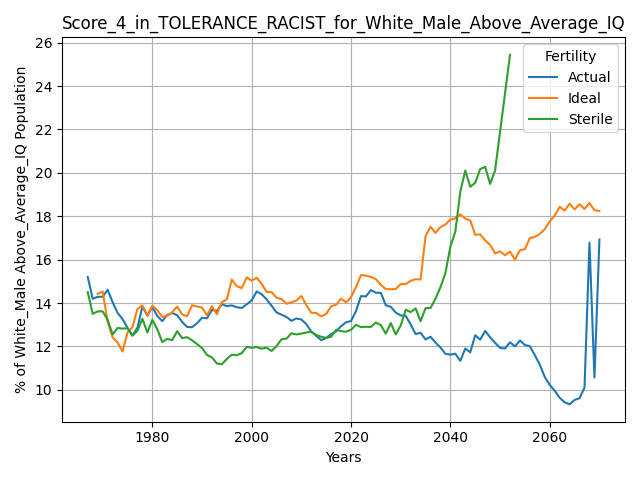 Score_4_in_TOLERANCE_RACIST_for_White_Male_Above_Average_IQ
% of White_Male Above_Average_IQ Population
26
24
22
20
18
16
14
12
10
Fertility
Actual
Ideal
Sterile
1980
2000
2020
2040
2060
Years